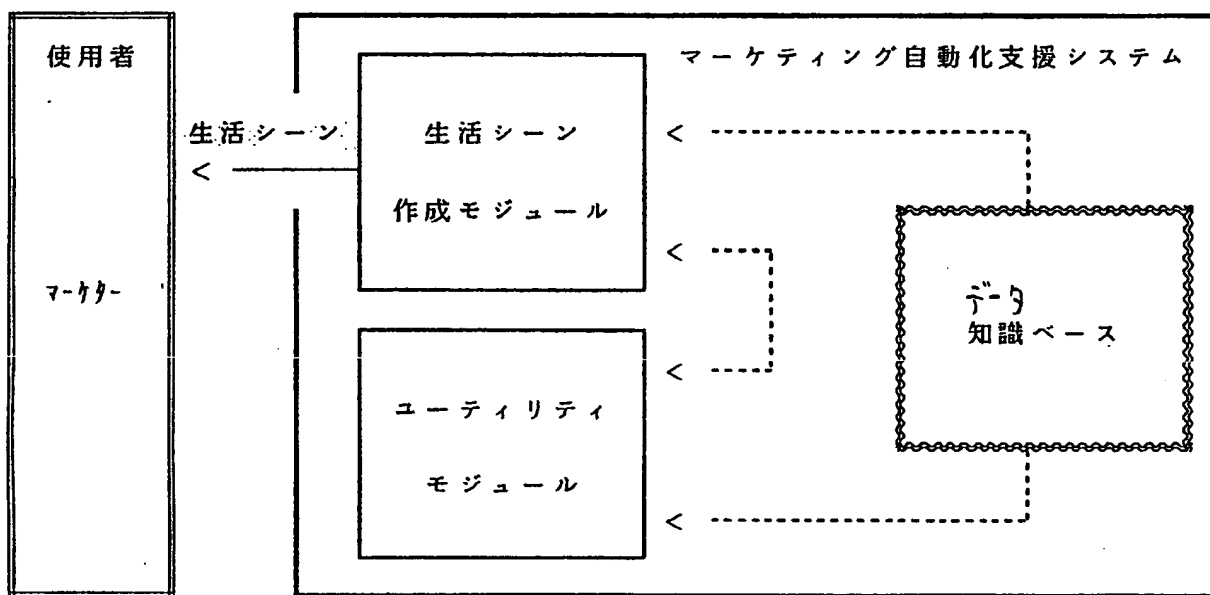 使用者
マーケティング自動化支援システム
生活シーン
生活シーン
作成モジュール
マーケター
データ
知識ベース
ユーティリティ
モジュール